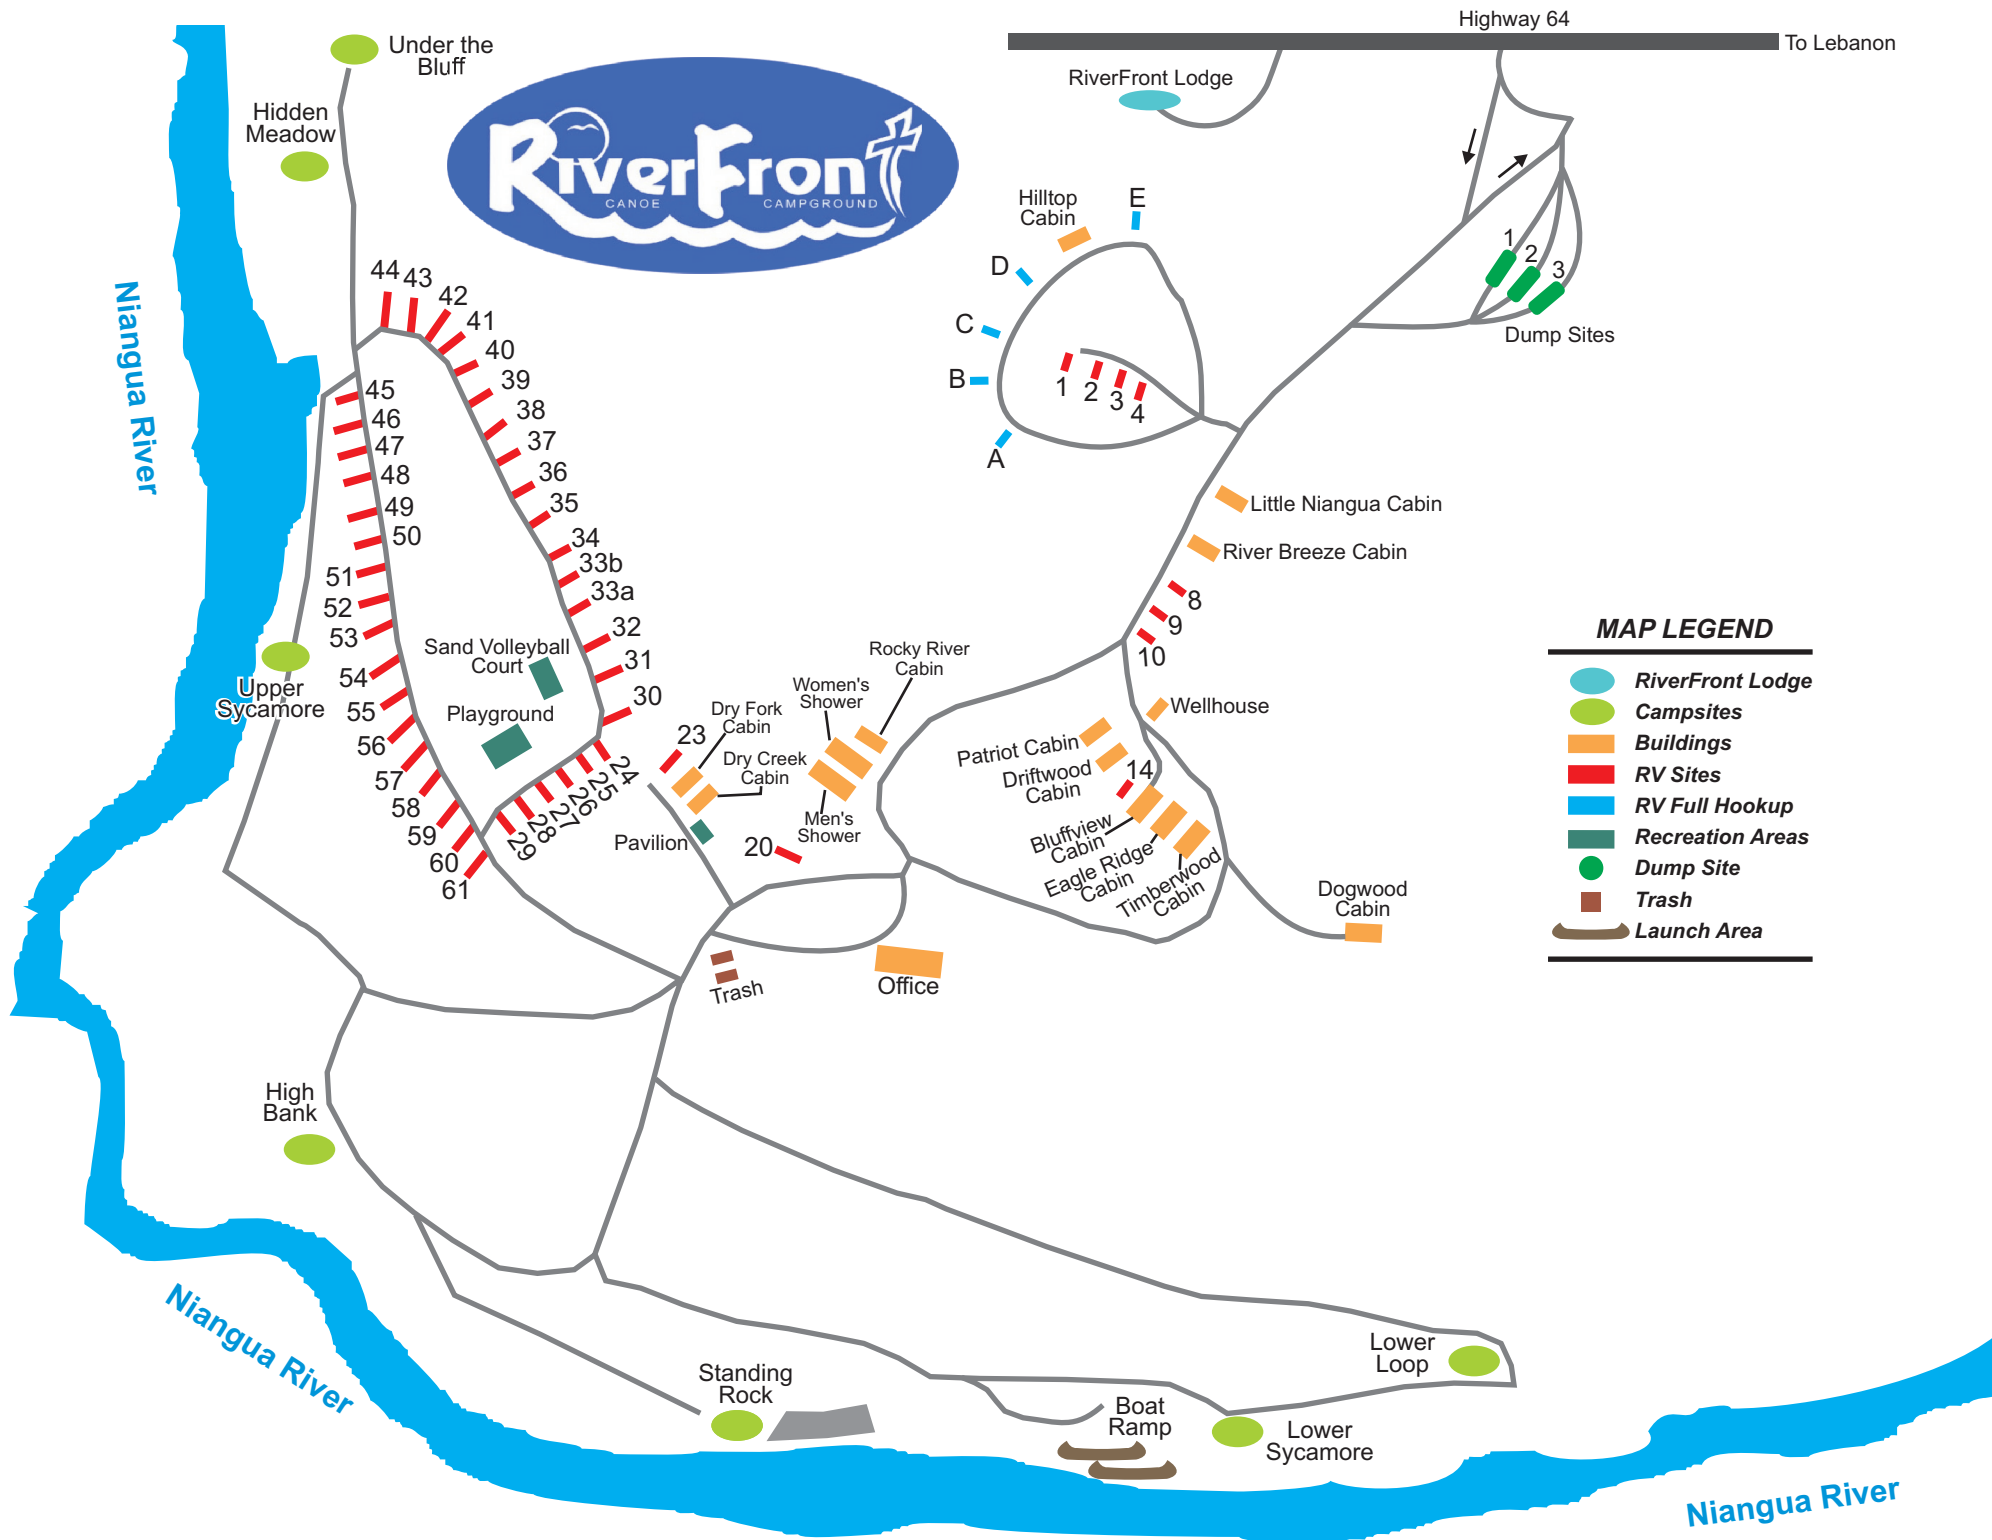 Highway 64
To Lebanon
RiverFront Lodge
Under the
Bluff
Hidden
Meadow
RiverFront
CANOE CAMPGROUND
Hilltop
Cabin
E
D
C
B
A
1
2
3
4
1
2
3
Dump Sites
Niangua River
44
43
42
41
40
39
38
37
36
35
34
33b
33a
32
31
30
45
46
47
48
49
50
51
52
53
54
55
56
57
58
59
60
61
24
25
26
27
28
29
Little Niangua Cabin
River Breeze Cabin
8
9
10
Sand Volleyball
Court
Playground
Upper
Sycamore
23
Dry Fork
Cabin
Dry Creek
Cabin
Pavilion
Women's
Shower
Rocky River
Cabin
Men's
Shower
20
Wellhouse
Patriot Cabin
Driftwood
Cabin
14
Bluffview
Cabin
Eagle Ridge
Cabin
Timberwood
Cabin
Dogwood
Cabin
Trash
Office
MAP LEGEND
RiverFront Lodge
Campsites
Buildings
RV Sites
RV Full Hookup
Recreation Areas
Dump Site
Trash
Launch Area
High
Bank
Niangua River
Standing
Rock
Boat
Ramp
Lower
Loop
Lower
Sycamore
Niangua River